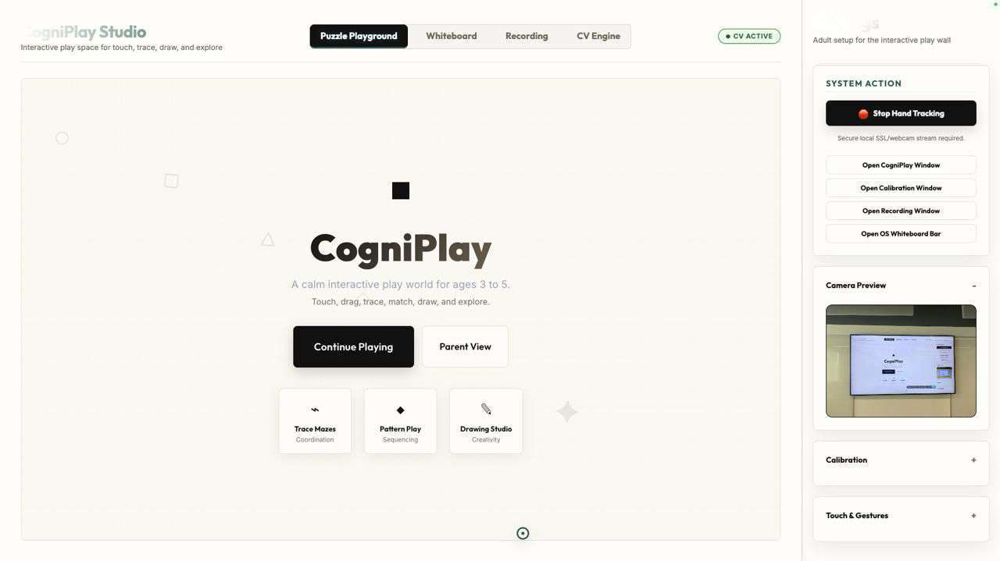 CogniPlay Studio
Interactive play space for touch, trace, draw, and explore
Puzzle Playground
Whiteboard
Recording
CV Engine
CV ACTIVE
CogniPlay
A calm interactive play world for ages 3 to 5.
Touch, drag, trace, match, draw, and explore.
Continue Playing
Parent View
Trace Mazes
Coordination
Pattern Play
Sequencing
Drawing Studio
Creativity
Adult setup for the interactive play wall
SYSTEM ACTION
Stop Hand Tracking
Secure local SSL/webcam stream required.
Open CogniPlay Window
Open Calibration Window
Open Recording Window
Open OS Whiteboard Bar
Camera Preview
-
CogniPlay
Calibration
+
Touch & Gestures
+